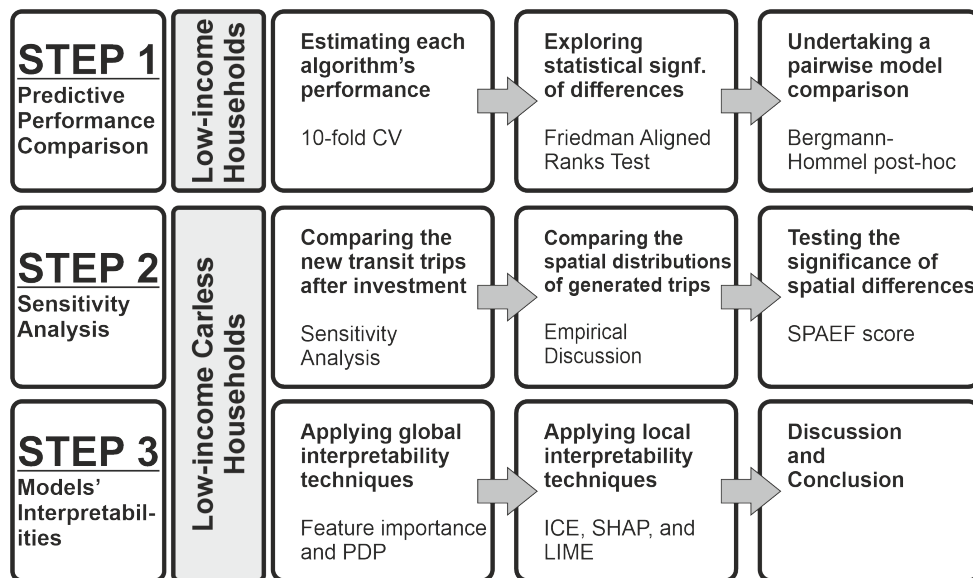 STEP 1
Predictive
Performance
Comparison
Low-income
Households
Estimating each
algorithm's
performance
10-fold CV
Exploring
statistical signf.
of differences
Friedman Aligned
Ranks Test
Undertaking a
pairwise model
comparison
Bergmann-
Hommel post-hoc
STEP 2
Sensitivity
Analysis
Low-income Carless
Households
Comparing the
new transit trips
after investment
Sensitivity
Analysis
Comparing the
spatial distributions
of generated trips
Empirical
Discussion
Testing the
significance of
spatial differences
SPAEF score
STEP 3
Models'
Interpretabil-
ities
Applying global
interpretability
techniques
Feature importance
and PDP
Applying local
interpretability
techniques
ICE, SHAP, and
LIME
Discussion
and
Conclusion